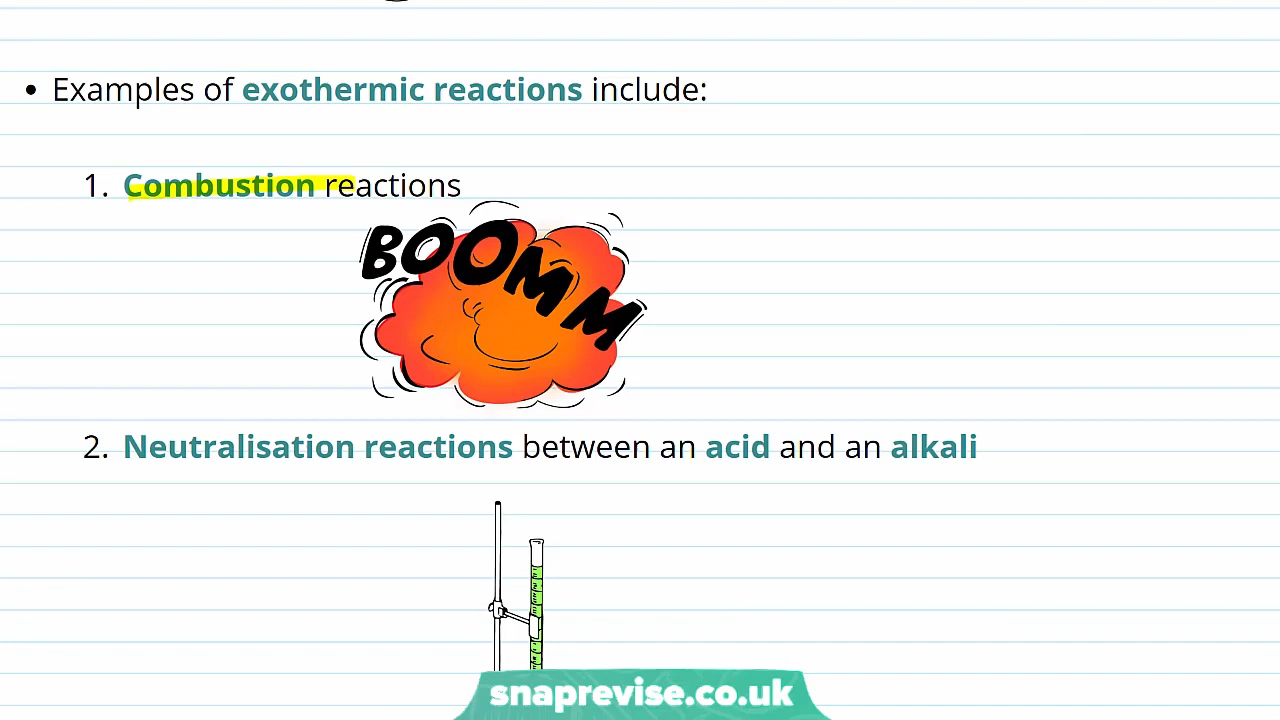 • Examples of exothermic reactions include:
1. Combustion reactions
BOOMM
2. Neutralisation reactions between an acid and an alkali
snaprevise.co.uk